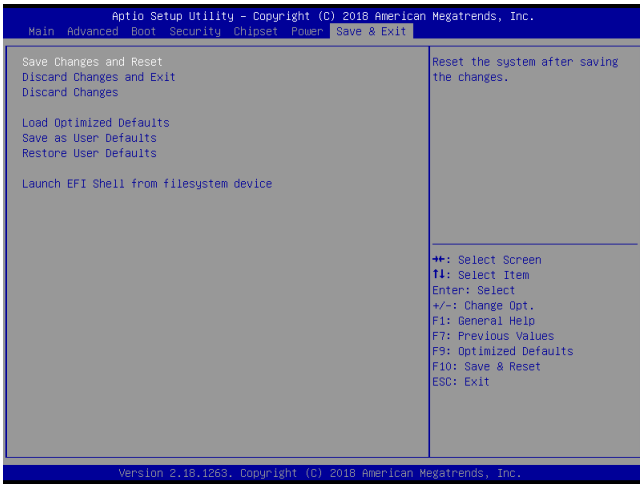 Aptio Setup Utility – Copyright (C) 2018 American Megatrends, Inc.
Main Advanced Boot Security Chipset Power Save & Exit
Save Changes and Reset
Discard Changes and Exit
Discard Changes
Load Optimized Defaults
Save as User Defaults
Restore User Defaults
Launch EFI Shell from filesystem device
Reset the system after saving
the changes.
→←: Select Screen
↑↓: Select Item
Enter: Select
+/-: Change Opt.
F1: General Help
F7: Previous Values
F9: Optimized Defaults
F10: Save & Reset
ESC: Exit
Version 2.18.1263. Copyright (C) 2018 American Megatrends, Inc.